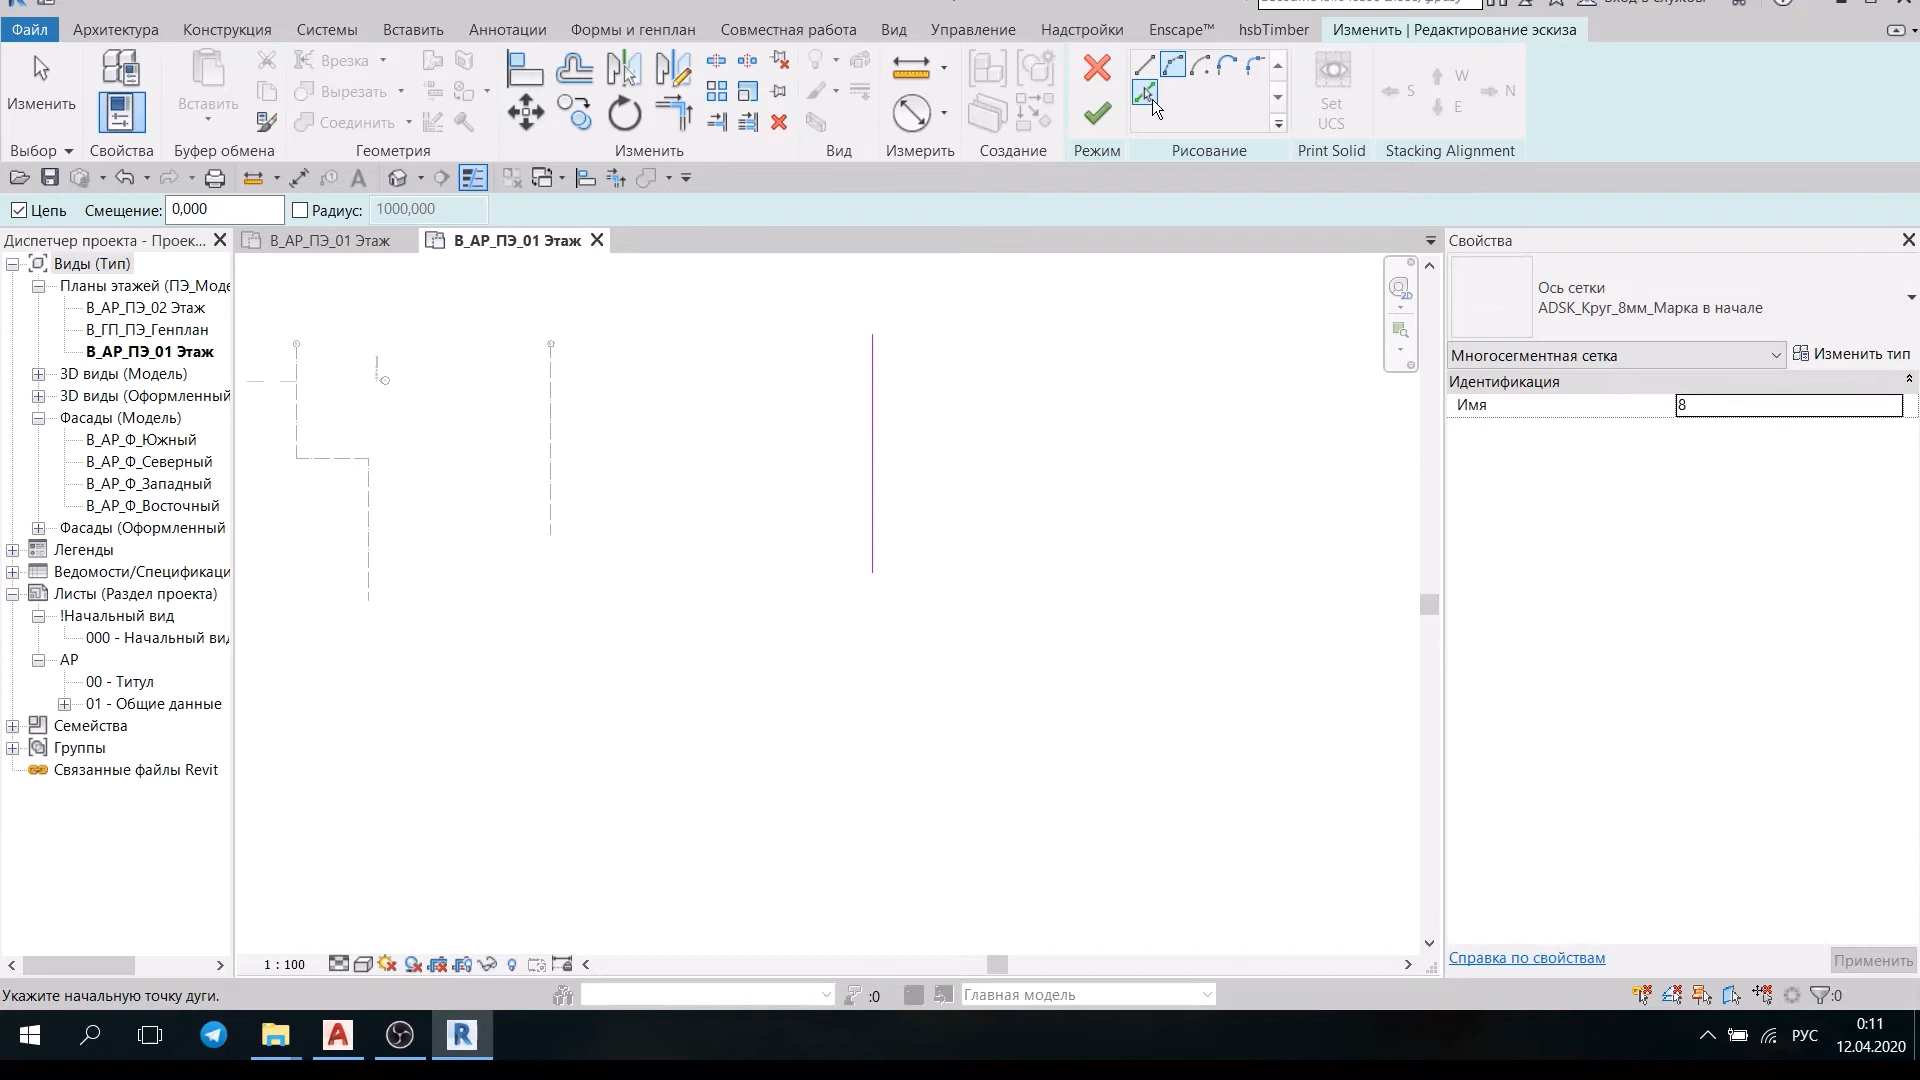 Файл Архитектура Конструкция Системы Вставить Аннотации Формы и генплан Совместная работа Вид Управление Надстройки Enscape™ hsbTimber Изменить | Редактирование эскиза
Врезка
Вырезать
Соединить
Изменить
Вставить
Set
UCS
W
S N
E
Выбор Свойства Буфер обмена Геометрия Изменить Вид Измерить Создание Режим Рисование Print Solid Stacking Alignment
Цепь Смещение: 0,000 Радиус: 1000,000
Диспетчер проекта - Проек...
В_АР_ПЭ_01 Этаж
В_АР_ПЭ_01 Этаж
Свойства
Виды (Тип)
Планы этажей (ПЭ_Моде
В_АР_ПЭ_02 Этаж
В_ГП_ПЭ_Генплан
В_АР_ПЭ_01 Этаж
3D виды (Модель)
3D виды (Оформленный
Фасады (Модель)
В_АР_Ф_Южный
В_АР_Ф_Северный
В_АР_Ф_Западный
В_АР_Ф_Восточный
Фасады (Оформленный
Легенды
Ведомости/Спецификаци
Листы (Раздел проекта)
!Начальный вид
000 - Начальный вид
АР
00 - Титул
01 - Общие данные
Семейства
Группы
Связанные файлы Revit
2D
Ось сетки
ADSK_Круг_8мм_Марка в начале
Многосегментная сетка
Изменить тип
Идентификация
Имя 8
Справка по свойствам
Применить
1 : 100
Укажите начальную точку дуги.
:0
Главная модель
:0
РУС
0:11
12.04.2020